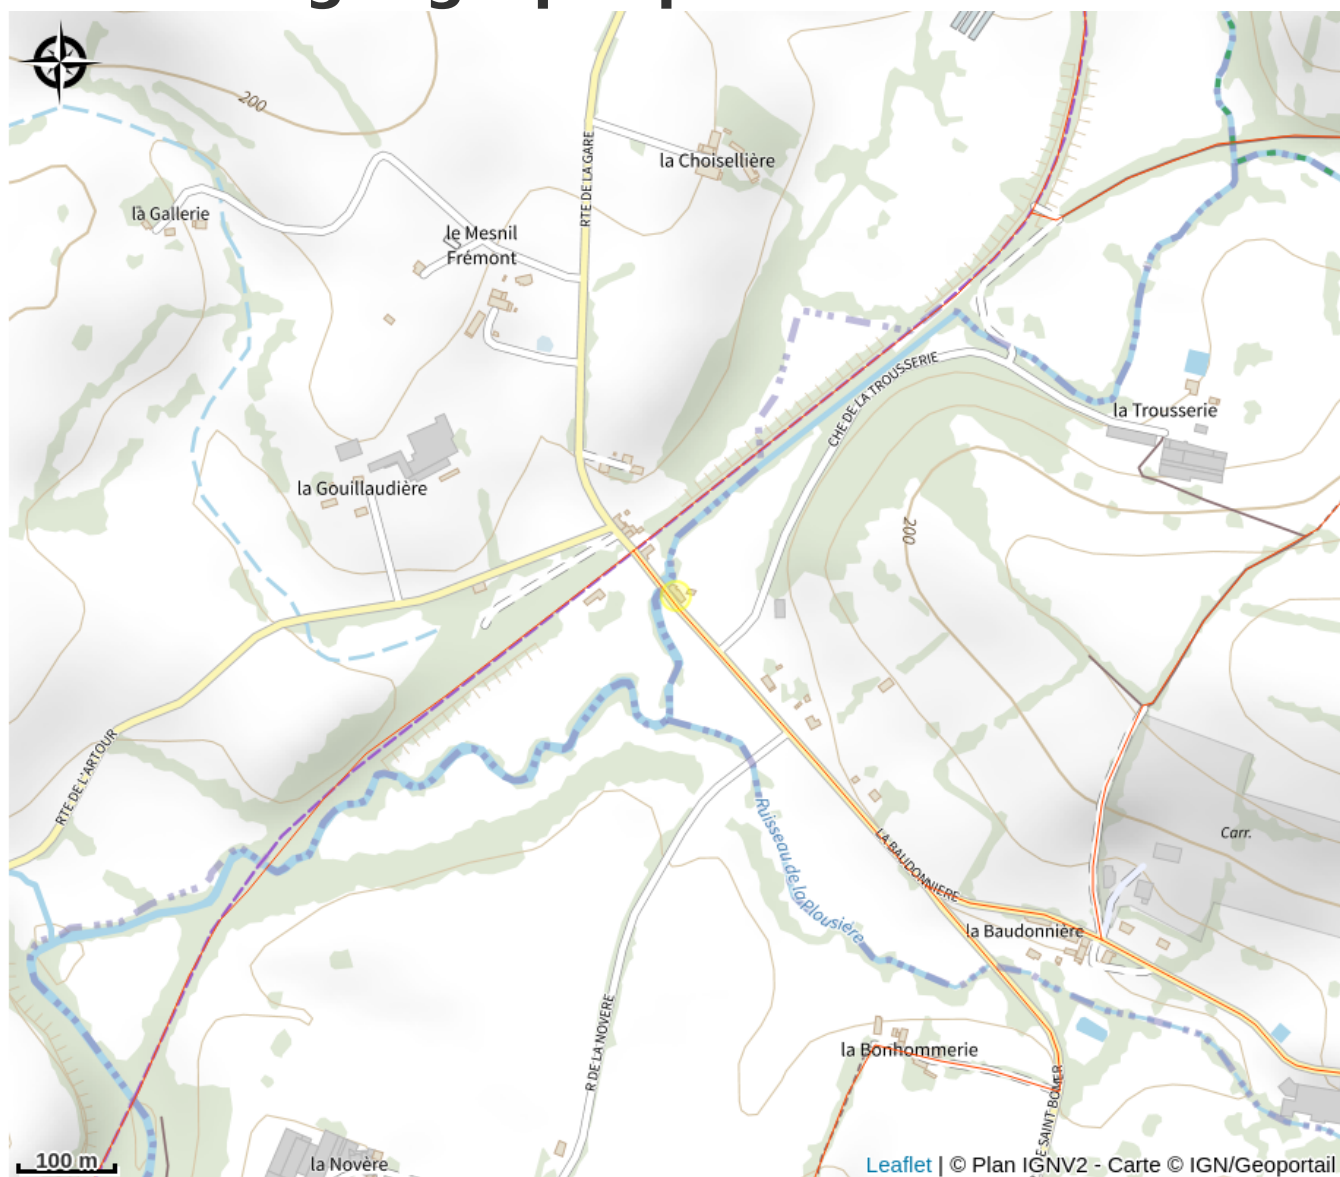 200
RTE DE LA GARE
la Choisellière
la Gallerie
le Mesnil
Frémont
CHE DE LA TROUSSERIE
la Trousserie
la Gouillaudière
200
RTE DE L'ARTOUR
Ruisseau de la Plousière
Carr.
LA BAUDONNIERE
la Baudonnière
R DE LA NOVERE
la Bonhommerie
E SAINT BOMER
100 m
la Novère
Leaflet | © Plan IGNV2 - Carte © IGN/Geoportail